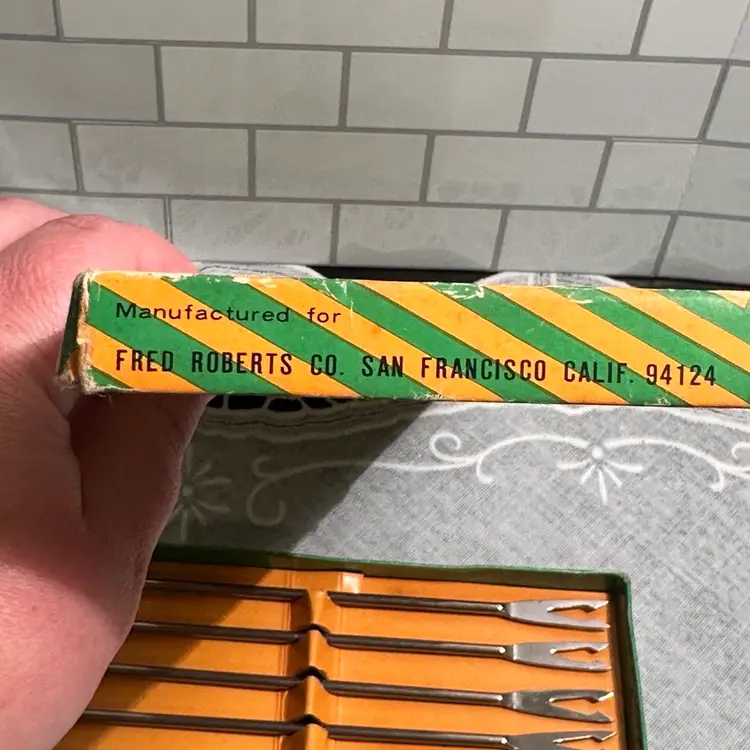 Manufactured for
FRED ROBERTS CO. SAN FRANCISCO CALIF. 94124